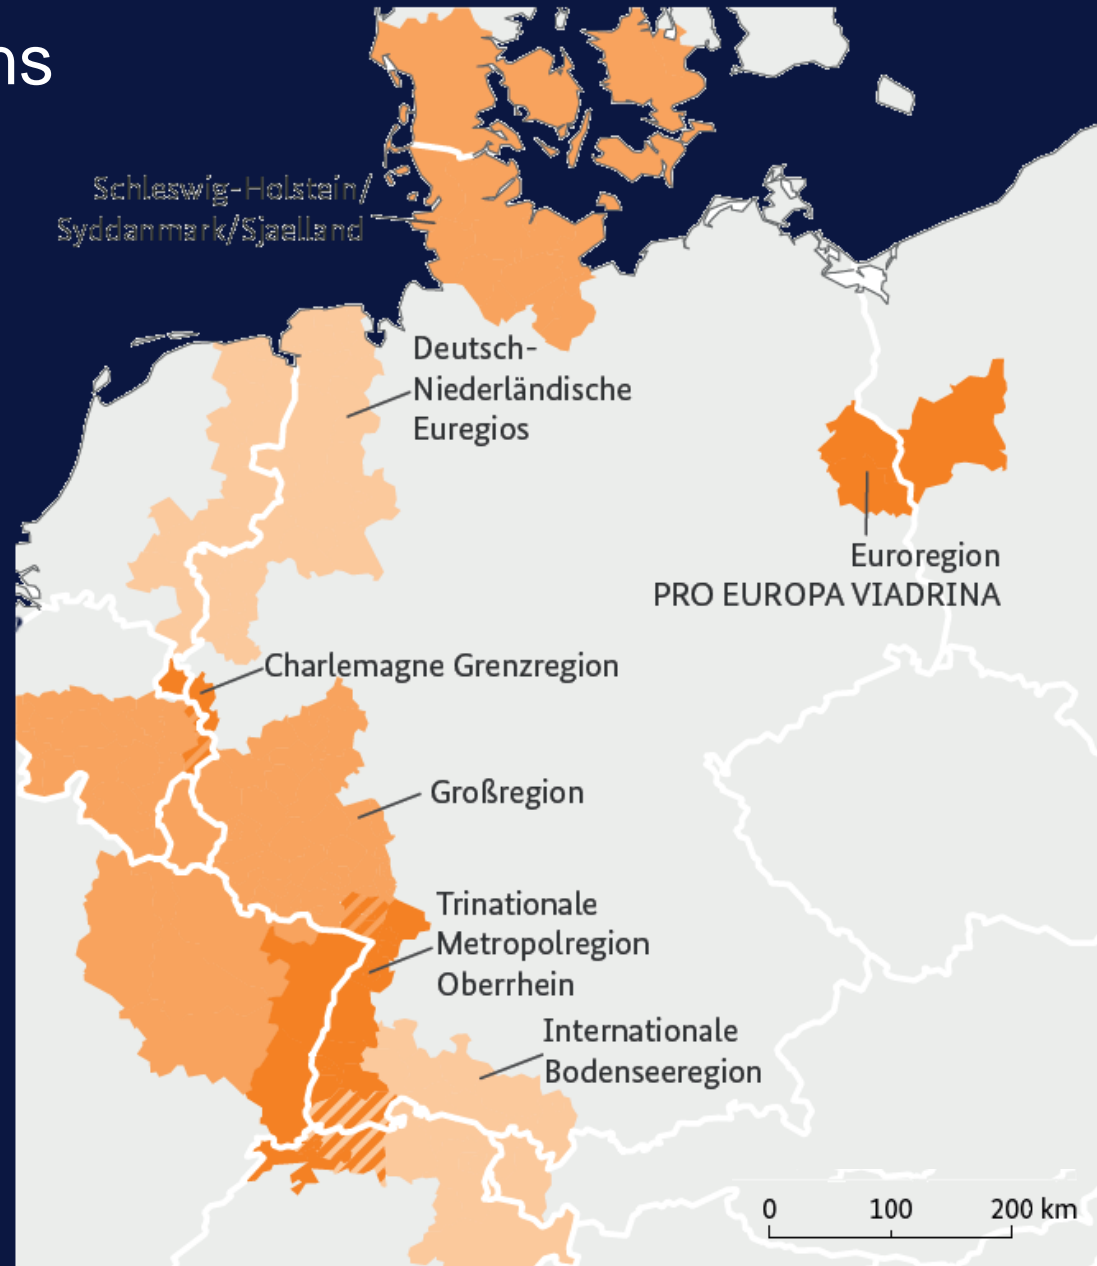 ns
Schleswig-Holstein/
Syddanmark/Sjaelland
Deutsch-
Niederländische
Euregios
Euroregion
PRO EUROPA VIADRINA
Charlemagne Grenzregion
Großregion
Trinationale
Metropolregion
Oberrhein
Internationale
Bodenseeregion
0 100 200 km